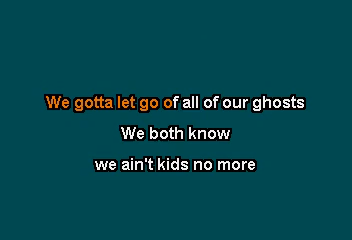 We gotta let go of all of our ghosts
We both know
we ain't kids no more